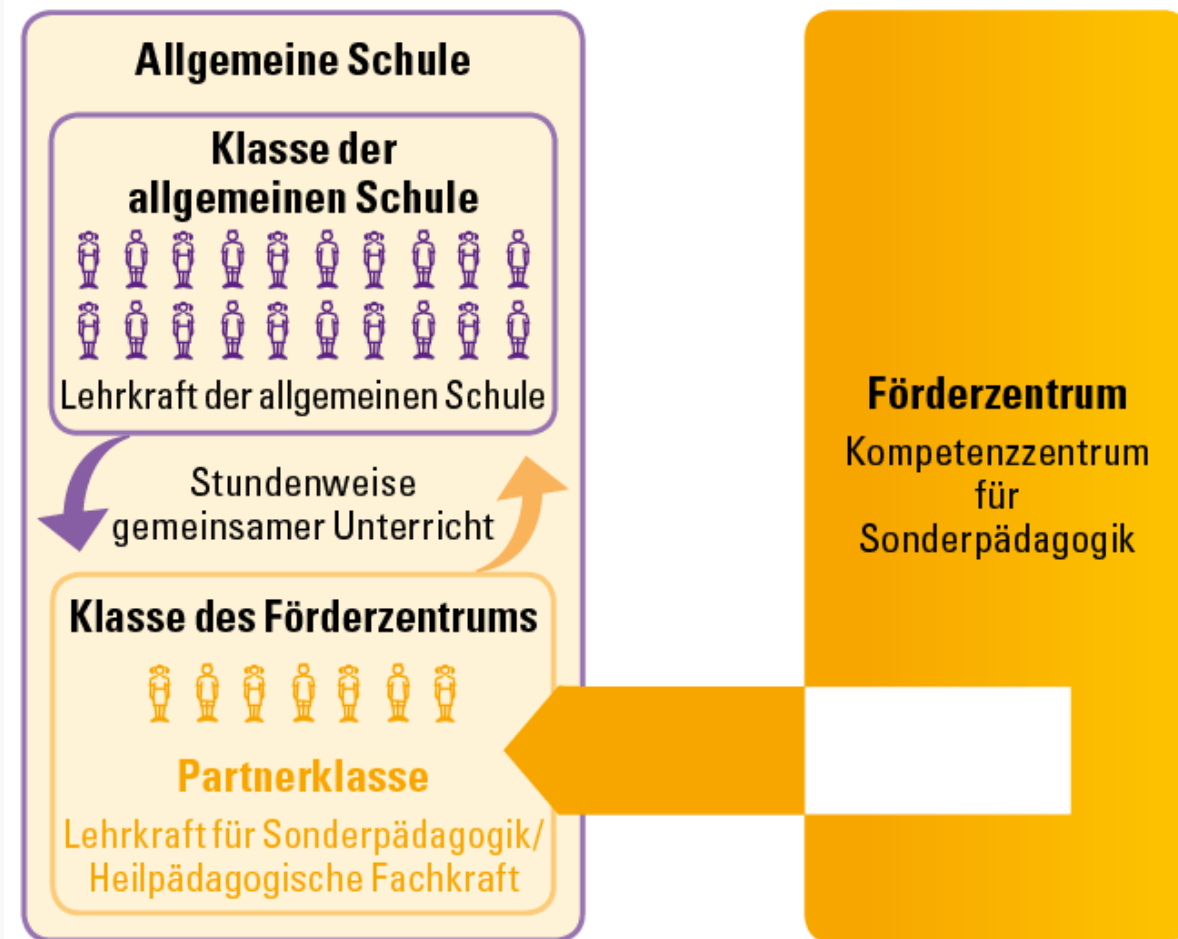 Allgemeine Schule
Klasse der
allgemeinen Schule
Lehrkraft der allgemeinen Schule
Stundenweise
gemeinsamer Unterricht
Klasse des Förderzentrums
Partnerklasse
Lehrkraft für Sonderpädagogik/
Heilpädagogische Fachkraft
Förderzentrum
Kompetenzzentrum
für
Sonderpädagogik